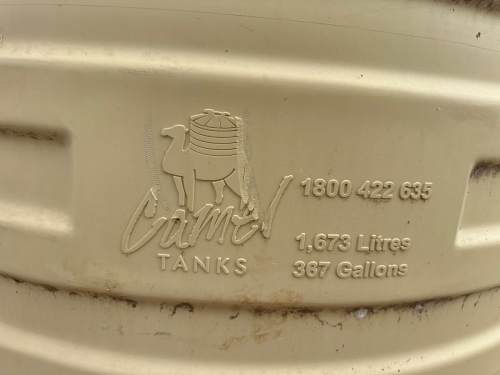 Camel
TANKS
1800 422 635
1,673 Litres
367 Gallons